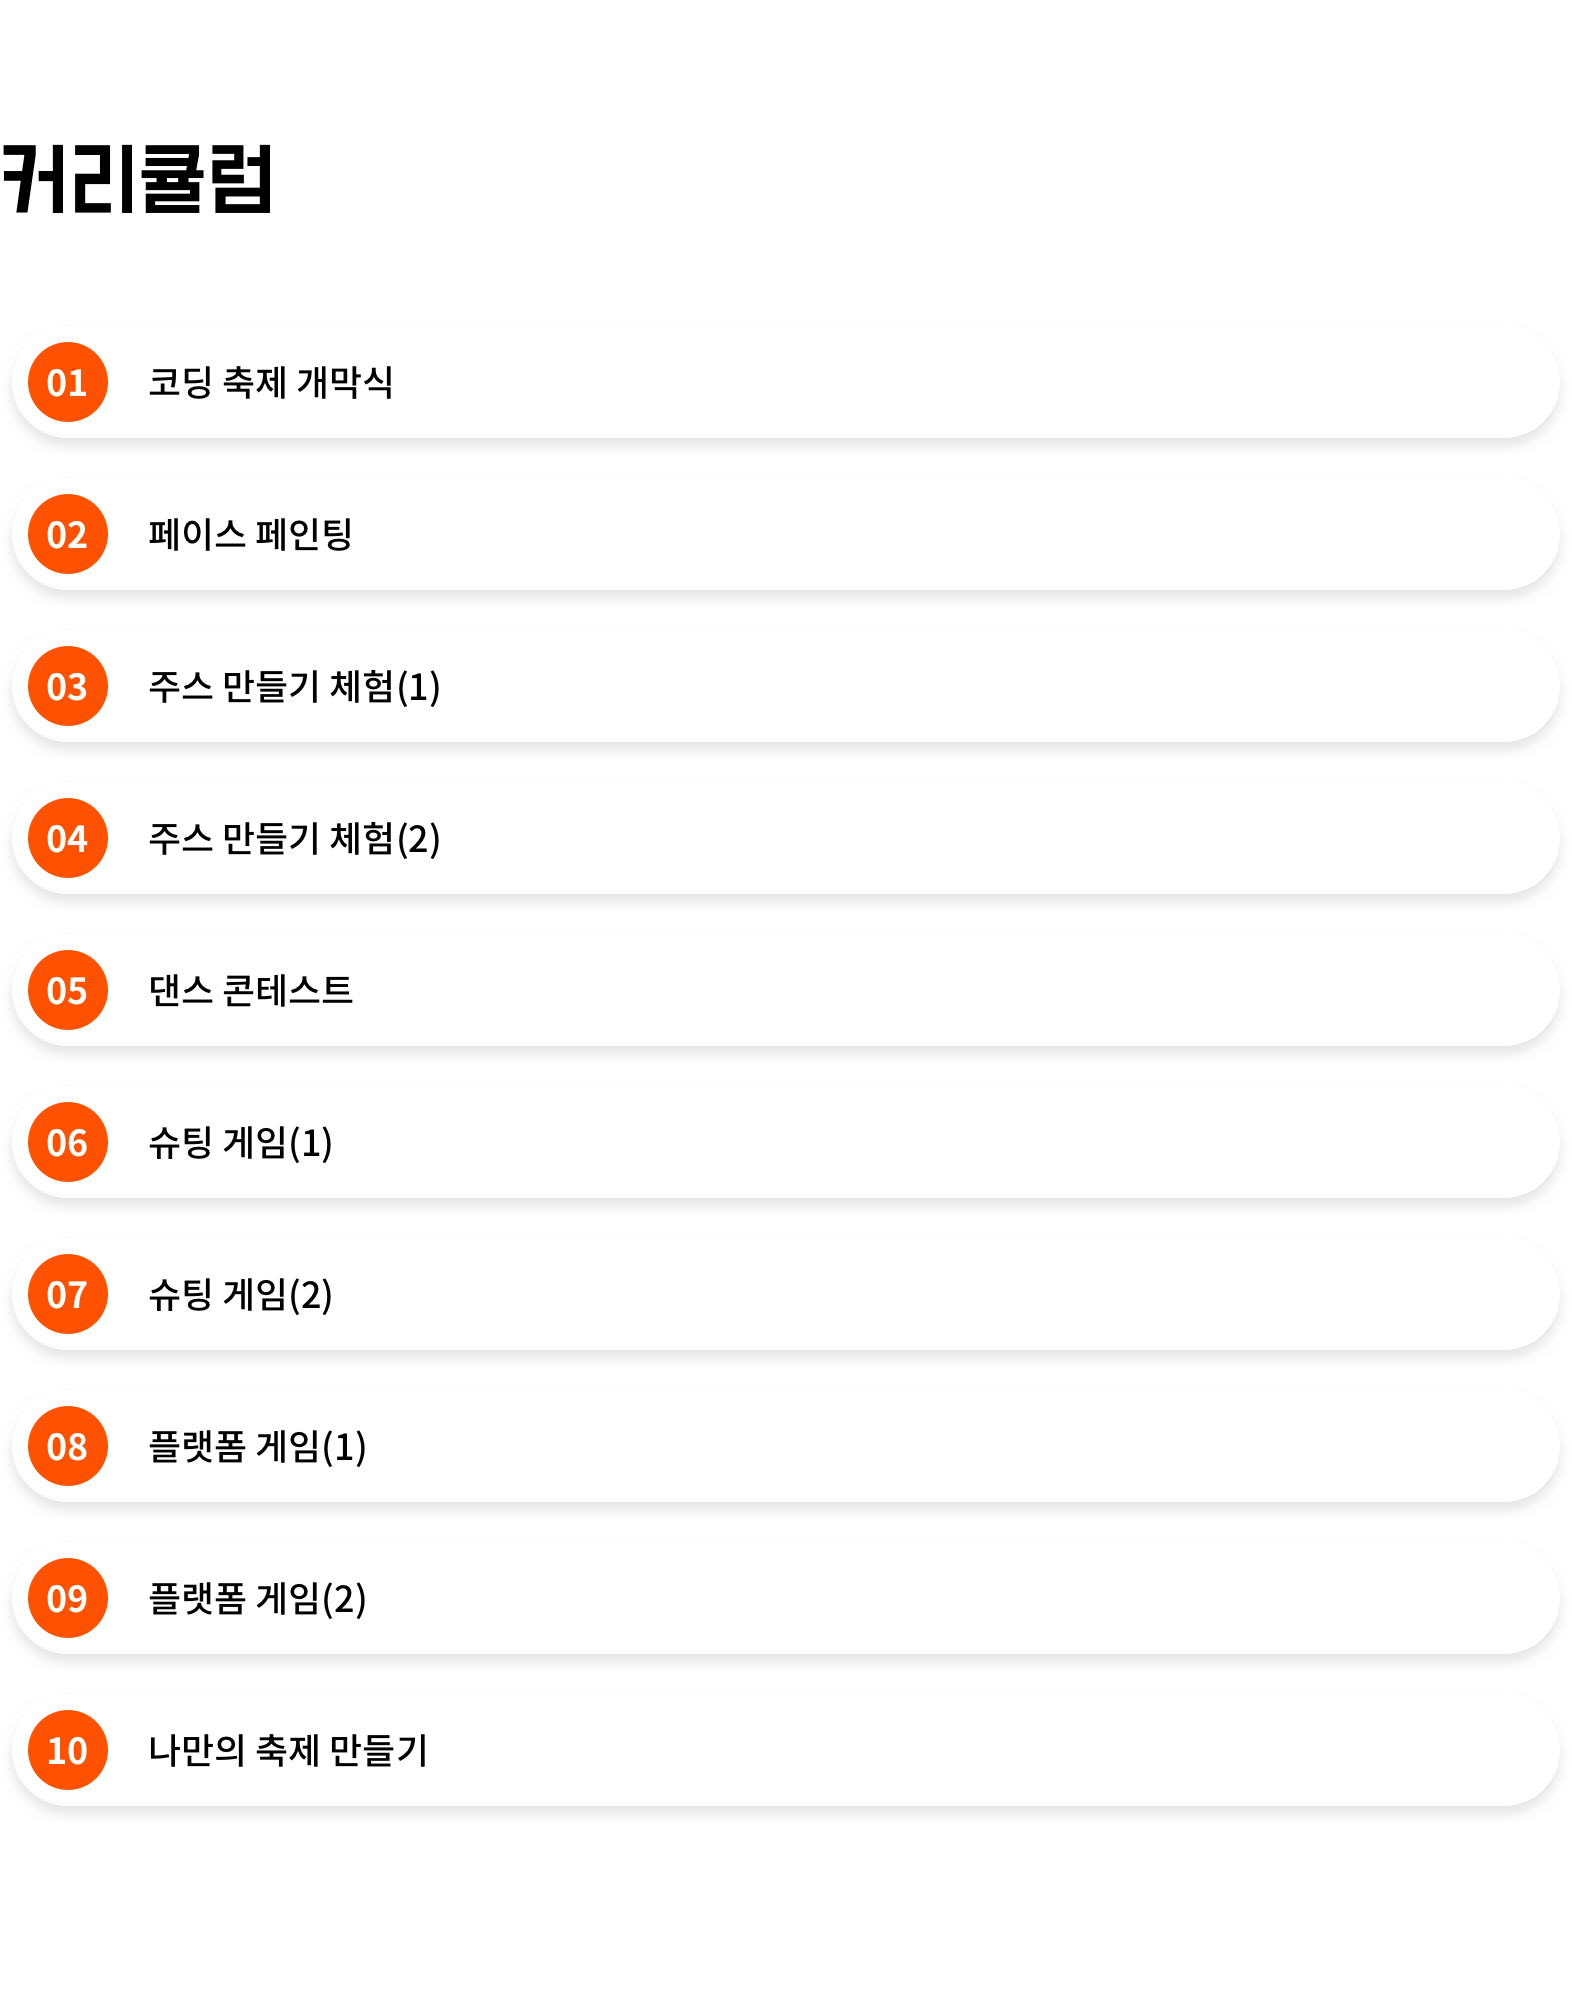 커리큘럼
01 코딩 축제 개막식
02 페이스 페인팅
03 주스 만들기 체험(1)
04 주스 만들기 체험(2)
05 댄스 콘테스트
06 슈팅 게임(1)
07 슈팅 게임(2)
08 플랫폼 게임(1)
09 플랫폼 게임(2)
10 나만의 축제 만들기